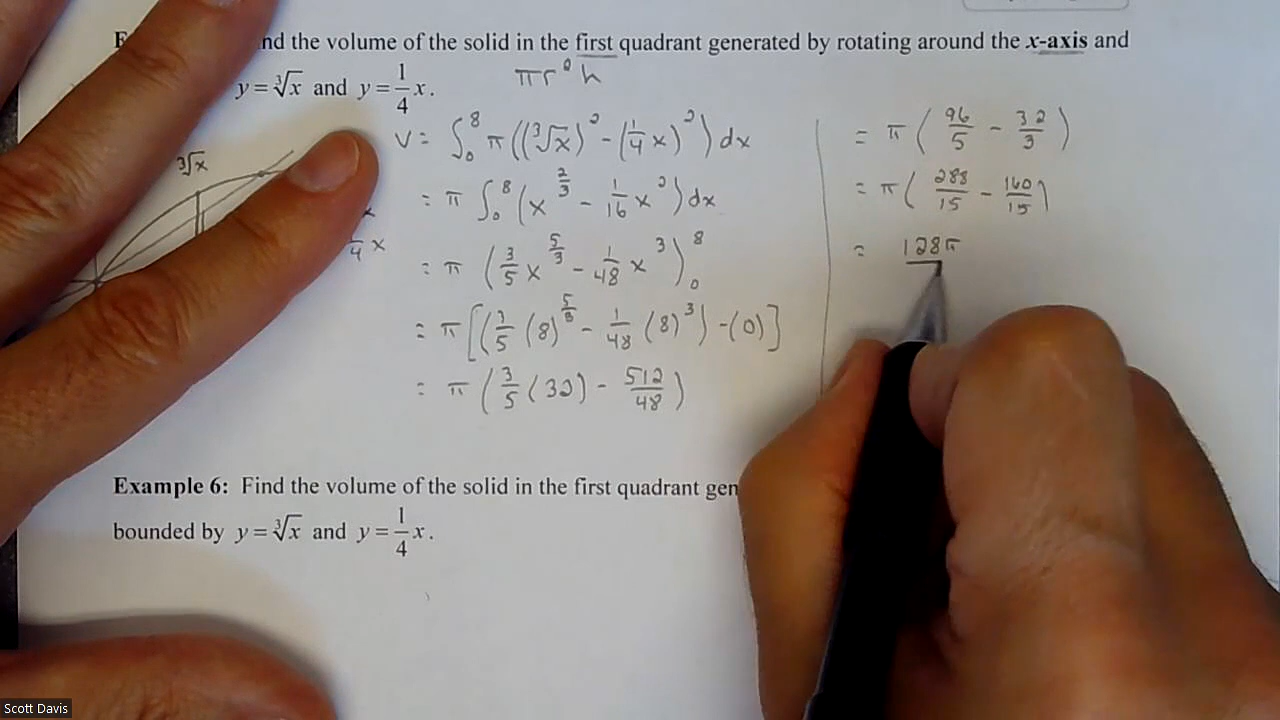 nd the volume of the solid in the first quadrant generated by rotating around the x-axis and
y = ∛x and y = 1/4 x.
πr²h
V = ∫₀⁸ π((∛x)² - (1/4 x)²) dx
= π ∫₀⁸ (x^(2/3) - 1/16 x²) dx
= π (3/5 x^(5/3) - 1/48 x³)₀⁸
= π [(3/5 (8)^(5/3) - 1/48 (8)³) - (0)]
= π (3/5 (32) - 512/48)
= π (96/5 - 32/3)
= π (288/15 - 160/15)
= 128π
∛x
4 x
Example 6: Find the volume of the solid in the first quadrant gen
bounded by y = ∛x and y = 1/4 x.
Scott Davis